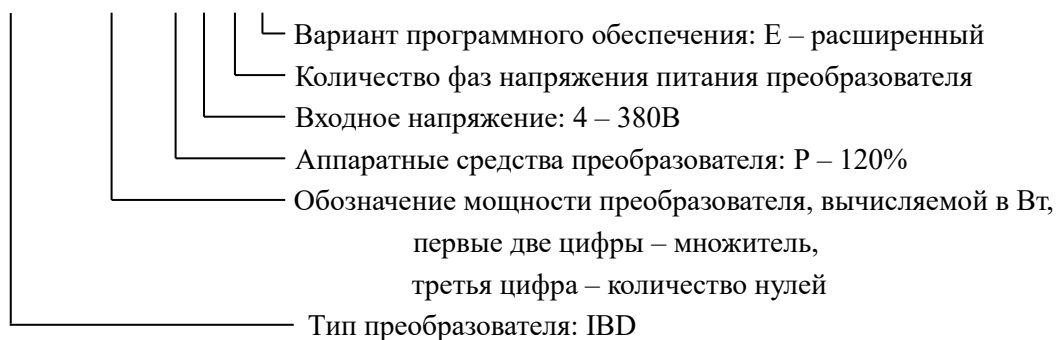 Вариант программного обеспечения: E – расширенный
Количество фаз напряжения питания преобразователя
Входное напряжение: 4 – 380В
Аппаратные средства преобразователя: P – 120%
Обозначение мощности преобразователя, вычисляемой в Вт,
первые две цифры – множитель,
третья цифра – количество нулей
Тип преобразователя: IBD